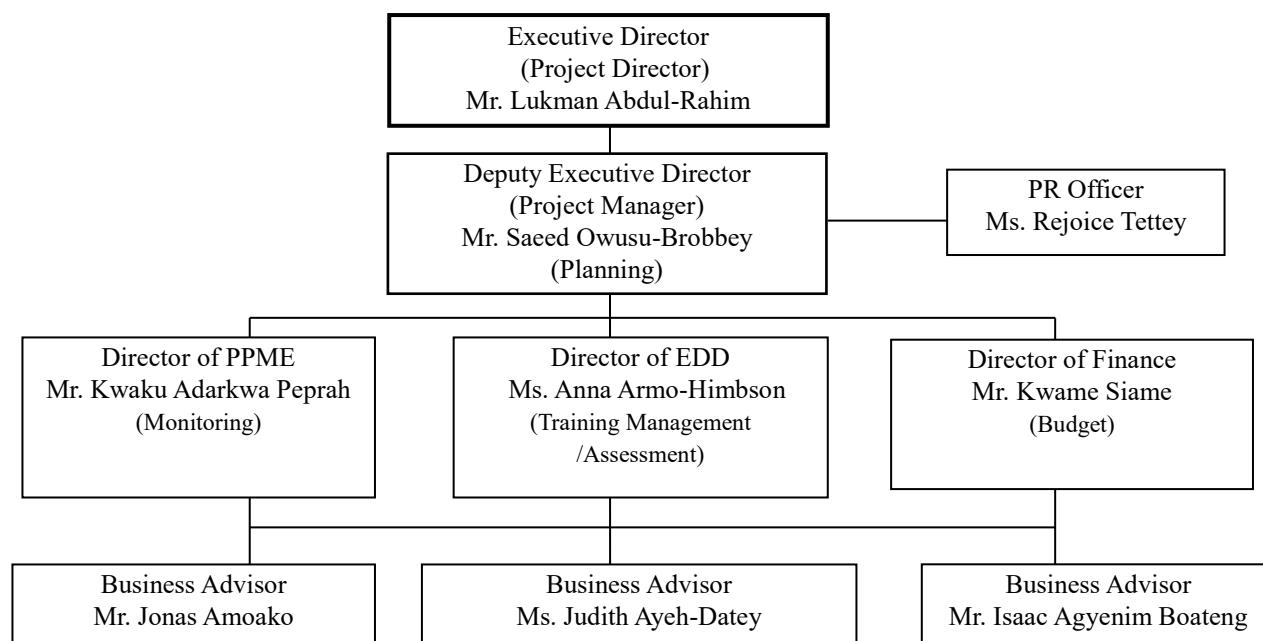 Executive Director
(Project Director)
Mr. Lukman Abdul-Rahim
Deputy Executive Director
(Project Manager)
Mr. Saeed Owusu-Brobbey
(Planning)
PR Officer
Ms. Rejoice Tettey
Director of PPME
Mr. Kwaku Adarkwa Peprah
(Monitoring)
Director of EDD
Ms. Anna Armo-Himbson
(Training Management
/Assessment)
Director of Finance
Mr. Kwame Siame
(Budget)
Business Advisor
Mr. Jonas Amoako
Business Advisor
Ms. Judith Ayeh-Datey
Business Advisor
Mr. Isaac Agyenim Boateng